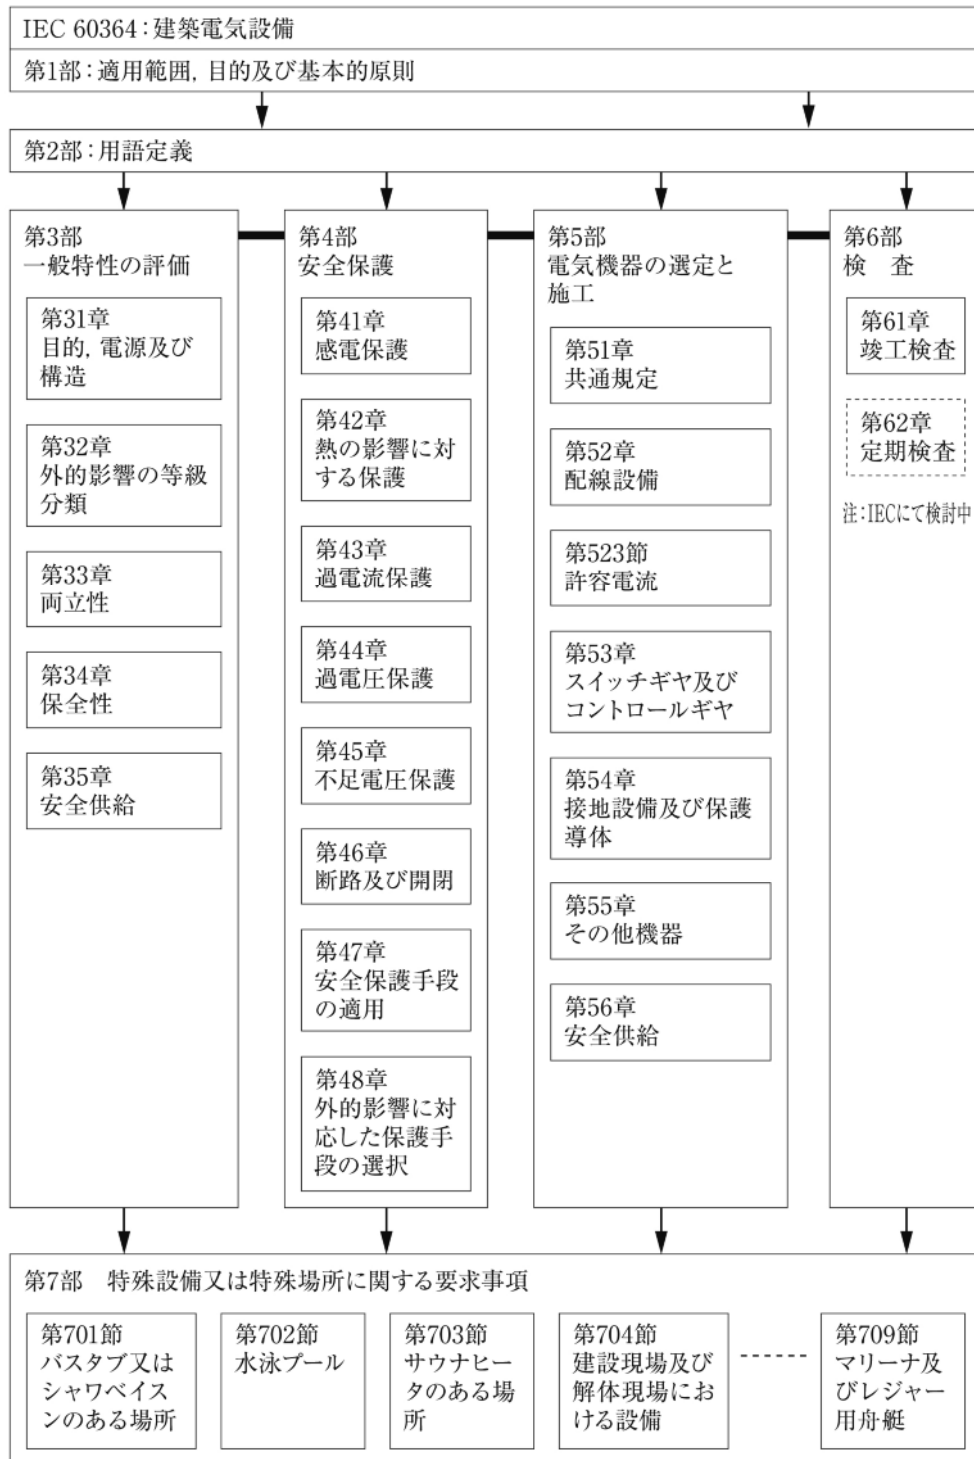 IEC 60364：建築電気設備
第1部：適用範囲，目的及び基本的原則
第2部：用語定義
第3部
一般特性の評価
第31章
目的，電源及び
構造
第32章
外的影響の等級
分類
第33章
両立性
第34章
保全性
第35章
安全供給
第4部
安全保護
第41章
感電保護
第42章
熱の影響に対
する保護
第43章
過電流保護
第44章
過電圧保護
第45章
不足電圧保護
第46章
断路及び開閉
第47章
安全保護手段
の適用
第48章
外的影響に対
応した保護手
段の選択
第5部
電気機器の選定と
施工
第51章
共通規定
第52章
配線設備
第523節
許容電流
第53章
スイッチギヤ及び
コントロールギヤ
第54章
接地設備及び保護
導体
第55章
その他機器
第56章
安全供給
第6部
検　査
第61章
竣工検査
第62章
定期検査
注：IECにて検討中
第7部　特殊設備又は特殊場所に関する要求事項
第701節
バスタブ又は
シャワベイス
ンのある場所
第702節
水泳プール
第703節
サウナヒー
タのある場
所
第704節
建設現場及び
解体現場にお
ける設備
第709節
マリーナ及
びレジャー
用舟艇